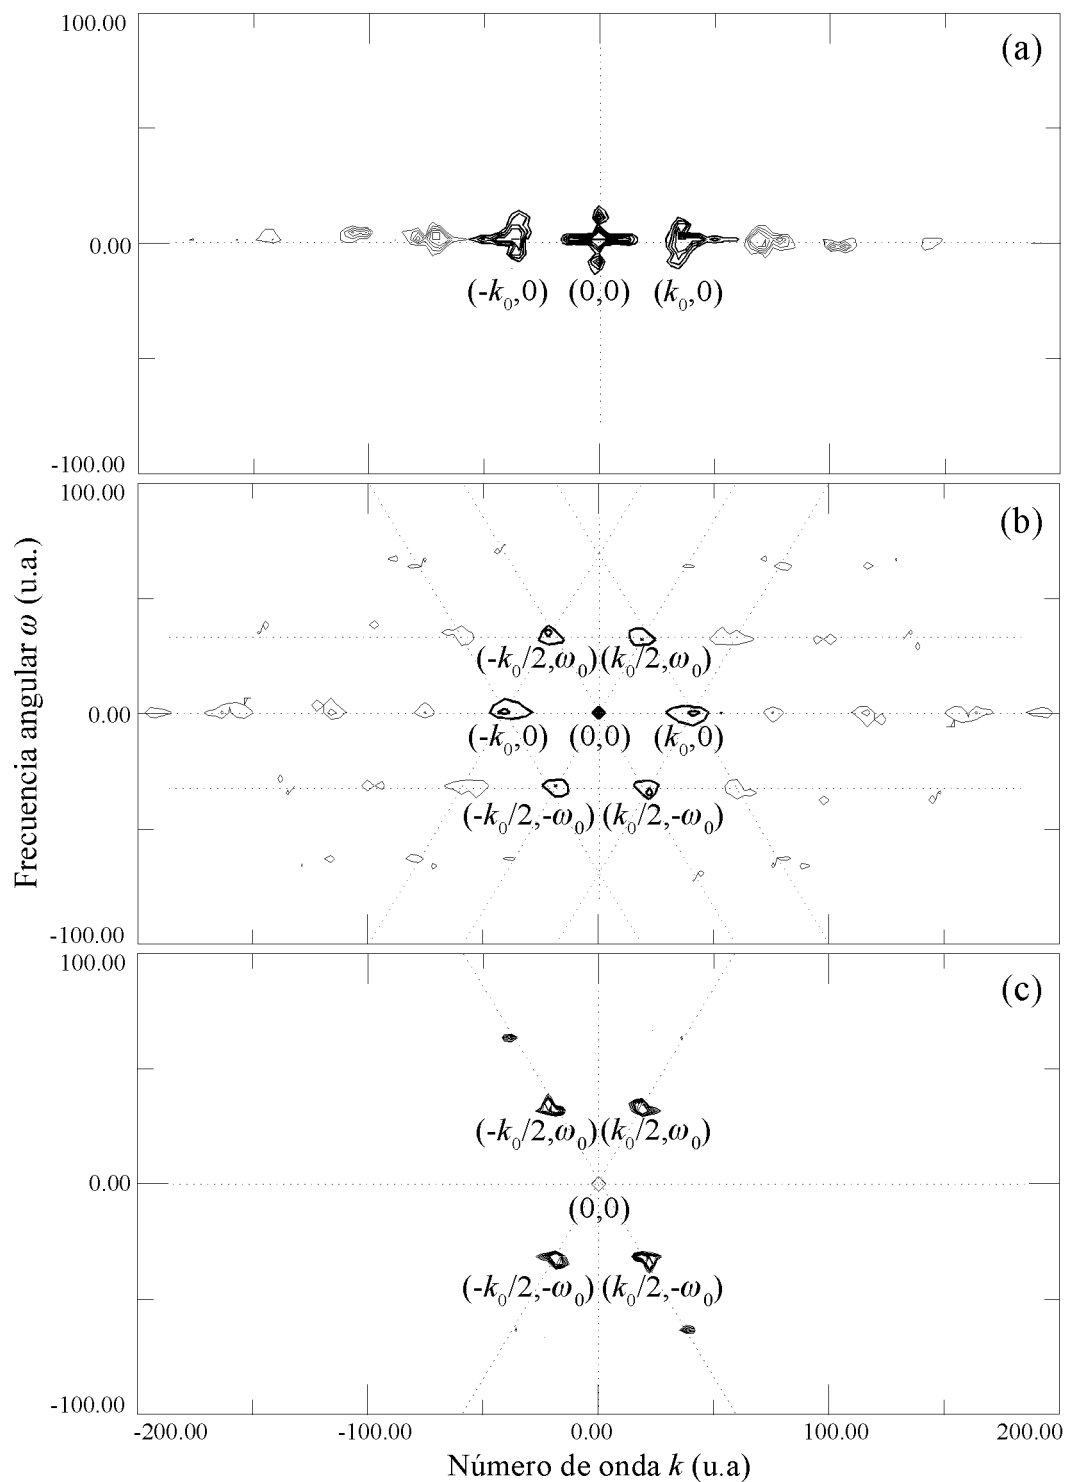 100.00
(a)
0.00
(-k₀,0) (0,0) (k₀,0)
-100.00
100.00
(b)
(-k₀/2,ω₀) (k₀/2,ω₀)
0.00
(-k₀,0) (0,0) (k₀,0)
(-k₀/2,-ω₀) (k₀/2,-ω₀)
-100.00
Frecuencia angular ω (u.a.)
100.00
(c)
(-k₀/2,ω₀) (k₀/2,ω₀)
0.00
(0,0)
(-k₀/2,-ω₀) (k₀/2,-ω₀)
-100.00
-200.00 -100.00 0.00 100.00 200.00
Número de onda k (u.a)